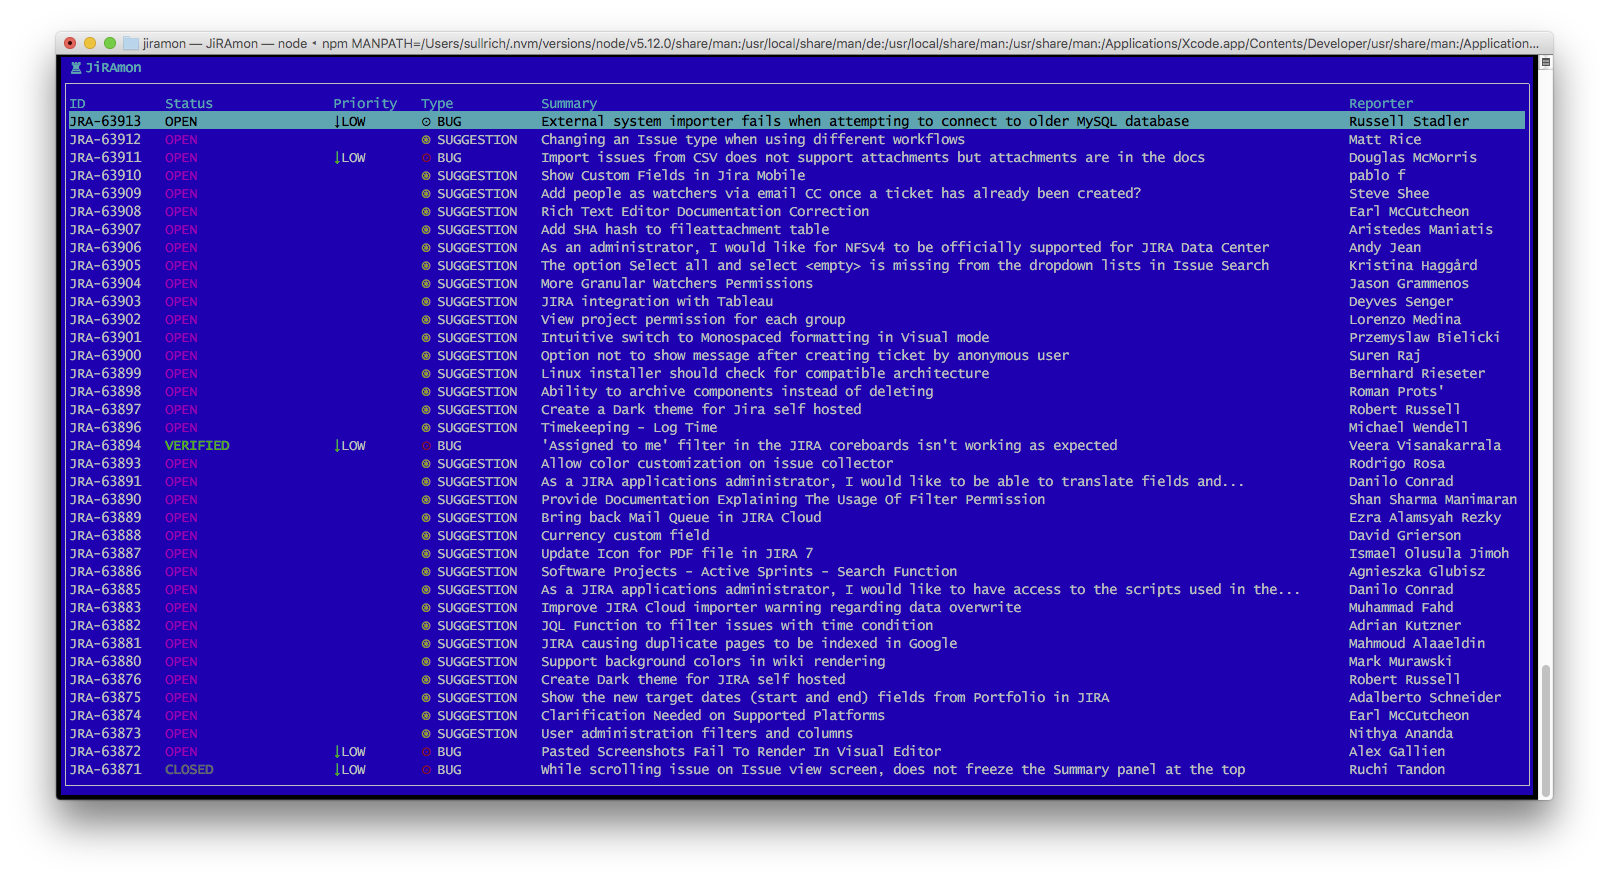 jiramon — JiRAmon — node ◂ npm MANPATH=/Users/sullrich/.nvm/versions/node/v5.12.0/share/man:/usr/local/share/man/de:/usr/local/share/man:/usr/share/man:/Applications/Xcode.app/Contents/Developer/usr/share/man:/Application...
JiRAmon
ID Status Priority Type Summary Reporter
JRA-63913 OPEN ↓LOW BUG External system importer fails when attempting to connect to older MySQL database Russell Stadler
JRA-63912 OPEN SUGGESTION Changing an Issue type when using different workflows Matt Rice
JRA-63911 OPEN ↓LOW BUG Import issues from CSV does not support attachments but attachments are in the docs Douglas McMorris
JRA-63910 OPEN SUGGESTION Show Custom Fields in Jira Mobile pablo f
JRA-63909 OPEN SUGGESTION Add people as watchers via email CC once a ticket has already been created? Steve Shee
JRA-63908 OPEN SUGGESTION Rich Text Editor Documentation Correction Earl McCutcheon
JRA-63907 OPEN SUGGESTION Add SHA hash to fileattachment table Aristedes Maniatis
JRA-63906 OPEN SUGGESTION As an administrator, I would like for NFSv4 to be officially supported for JIRA Data Center Andy Jean
JRA-63905 OPEN SUGGESTION The option Select all and select <empty> is missing from the dropdown lists in Issue Search Kristina Haggård
JRA-63904 OPEN SUGGESTION More Granular Watchers Permissions Jason Grammenos
JRA-63903 OPEN SUGGESTION JIRA integration with Tableau Deyves Senger
JRA-63902 OPEN SUGGESTION View project permission for each group Lorenzo Medina
JRA-63901 OPEN SUGGESTION Intuitive switch to Monospaced formatting in Visual mode Przemyslaw Bielicki
JRA-63900 OPEN SUGGESTION Option not to show message after creating ticket by anonymous user Suren Raj
JRA-63899 OPEN SUGGESTION Linux installer should check for compatible architecture Bernhard Rieseter
JRA-63898 OPEN SUGGESTION Ability to archive components instead of deleting Roman Prots'
JRA-63897 OPEN SUGGESTION Create a Dark theme for Jira self hosted Robert Russell
JRA-63896 OPEN SUGGESTION Timekeeping - Log Time Michael Wendell
JRA-63894 VERIFIED ↓LOW BUG 'Assigned to me' filter in the JIRA coreboards isn't working as expected Veera Visanakarrala
JRA-63893 OPEN SUGGESTION Allow color customization on issue collector Rodrigo Rosa
JRA-63891 OPEN SUGGESTION As a JIRA applications administrator, I would like to be able to translate fields and... Danilo Conrad
JRA-63890 OPEN SUGGESTION Provide Documentation Explaining The Usage Of Filter Permission Shan Sharma Manimaran
JRA-63889 OPEN SUGGESTION Bring back Mail Queue in JIRA Cloud Ezra Alamsyah Rezky
JRA-63888 OPEN SUGGESTION Currency custom field David Grierson
JRA-63887 OPEN SUGGESTION Update Icon for PDF file in JIRA 7 Ismael Olusula Jimoh
JRA-63886 OPEN SUGGESTION Software Projects - Active Sprints - Search Function Agnieszka Glubisz
JRA-63885 OPEN SUGGESTION As a JIRA applications administrator, I would like to have access to the scripts used in the... Danilo Conrad
JRA-63883 OPEN SUGGESTION Improve JIRA Cloud importer warning regarding data overwrite Muhammad Fahd
JRA-63882 OPEN SUGGESTION JQL Function to filter issues with time condition Adrian Kutzner
JRA-63881 OPEN SUGGESTION JIRA causing duplicate pages to be indexed in Google Mahmoud Alaaeldin
JRA-63880 OPEN SUGGESTION Support background colors in wiki rendering Mark Murawski
JRA-63876 OPEN SUGGESTION Create Dark theme for JIRA self hosted Robert Russell
JRA-63875 OPEN SUGGESTION Show the new target dates (start and end) fields from Portfolio in JIRA Adalberto Schneider
JRA-63874 OPEN SUGGESTION Clarification Needed on Supported Platforms Earl McCutcheon
JRA-63873 OPEN SUGGESTION User administration filters and columns Nithya Ananda
JRA-63872 OPEN ↓LOW BUG Pasted Screenshots Fail To Render In Visual Editor Alex Gallien
JRA-63871 CLOSED ↓LOW BUG While scrolling issue on Issue view screen, does not freeze the Summary panel at the top Ruchi Tandon